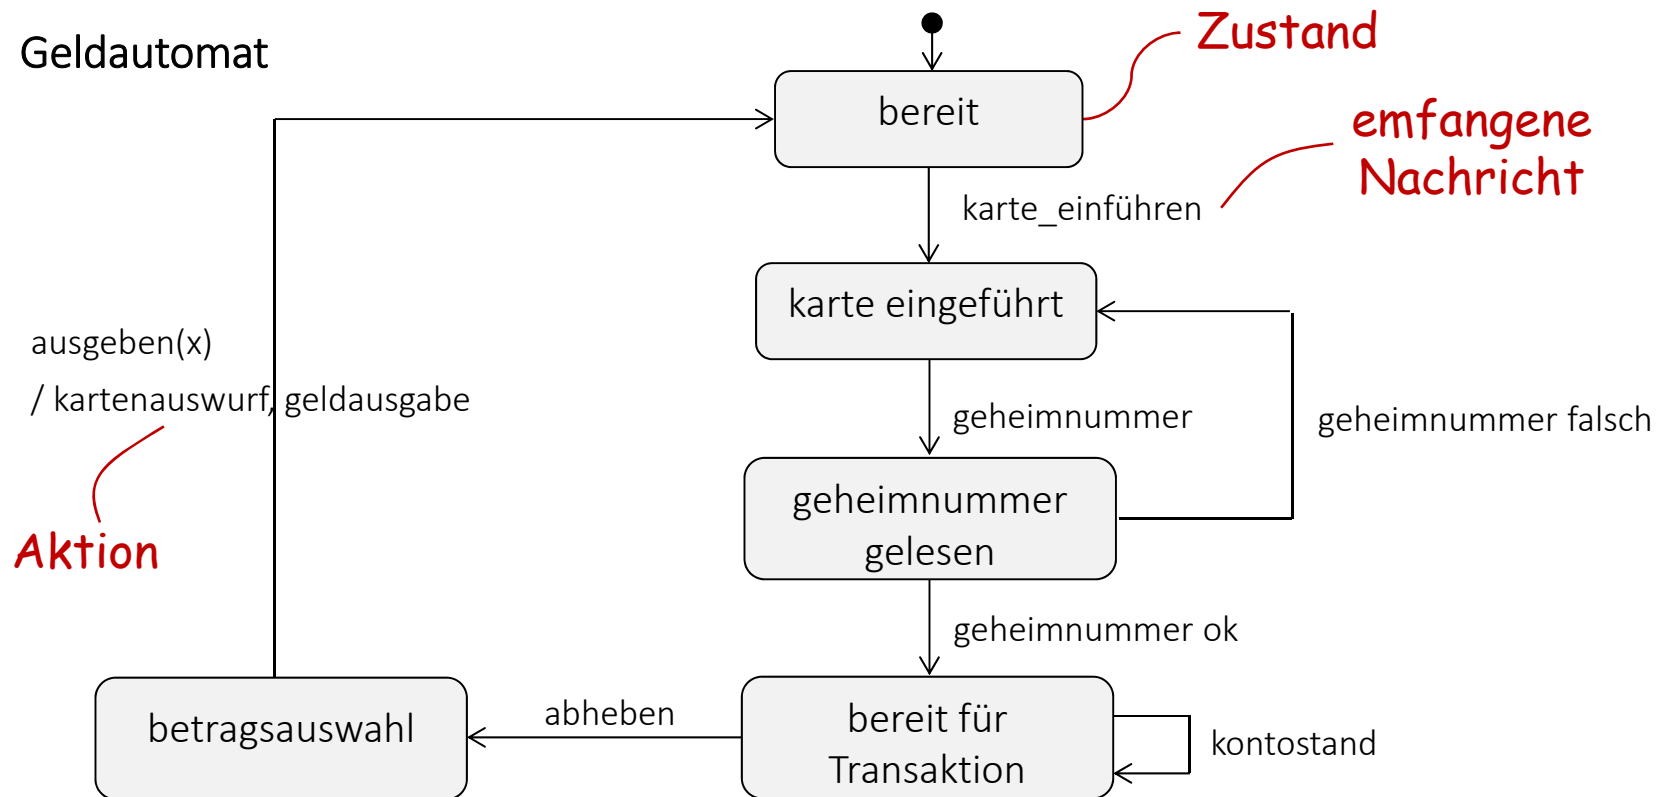 Geldautomat
Zustand
bereit
emfangene
Nachricht
karte_einführen
karte eingeführt
ausgeben(x)
/ kartenauswurf, geldausgabe
geheimnummer
geheimnummer falsch
Aktion
geheimnummer
gelesen
geheimnummer ok
betragsauswahl
abheben
bereit für
Transaktion
kontostand